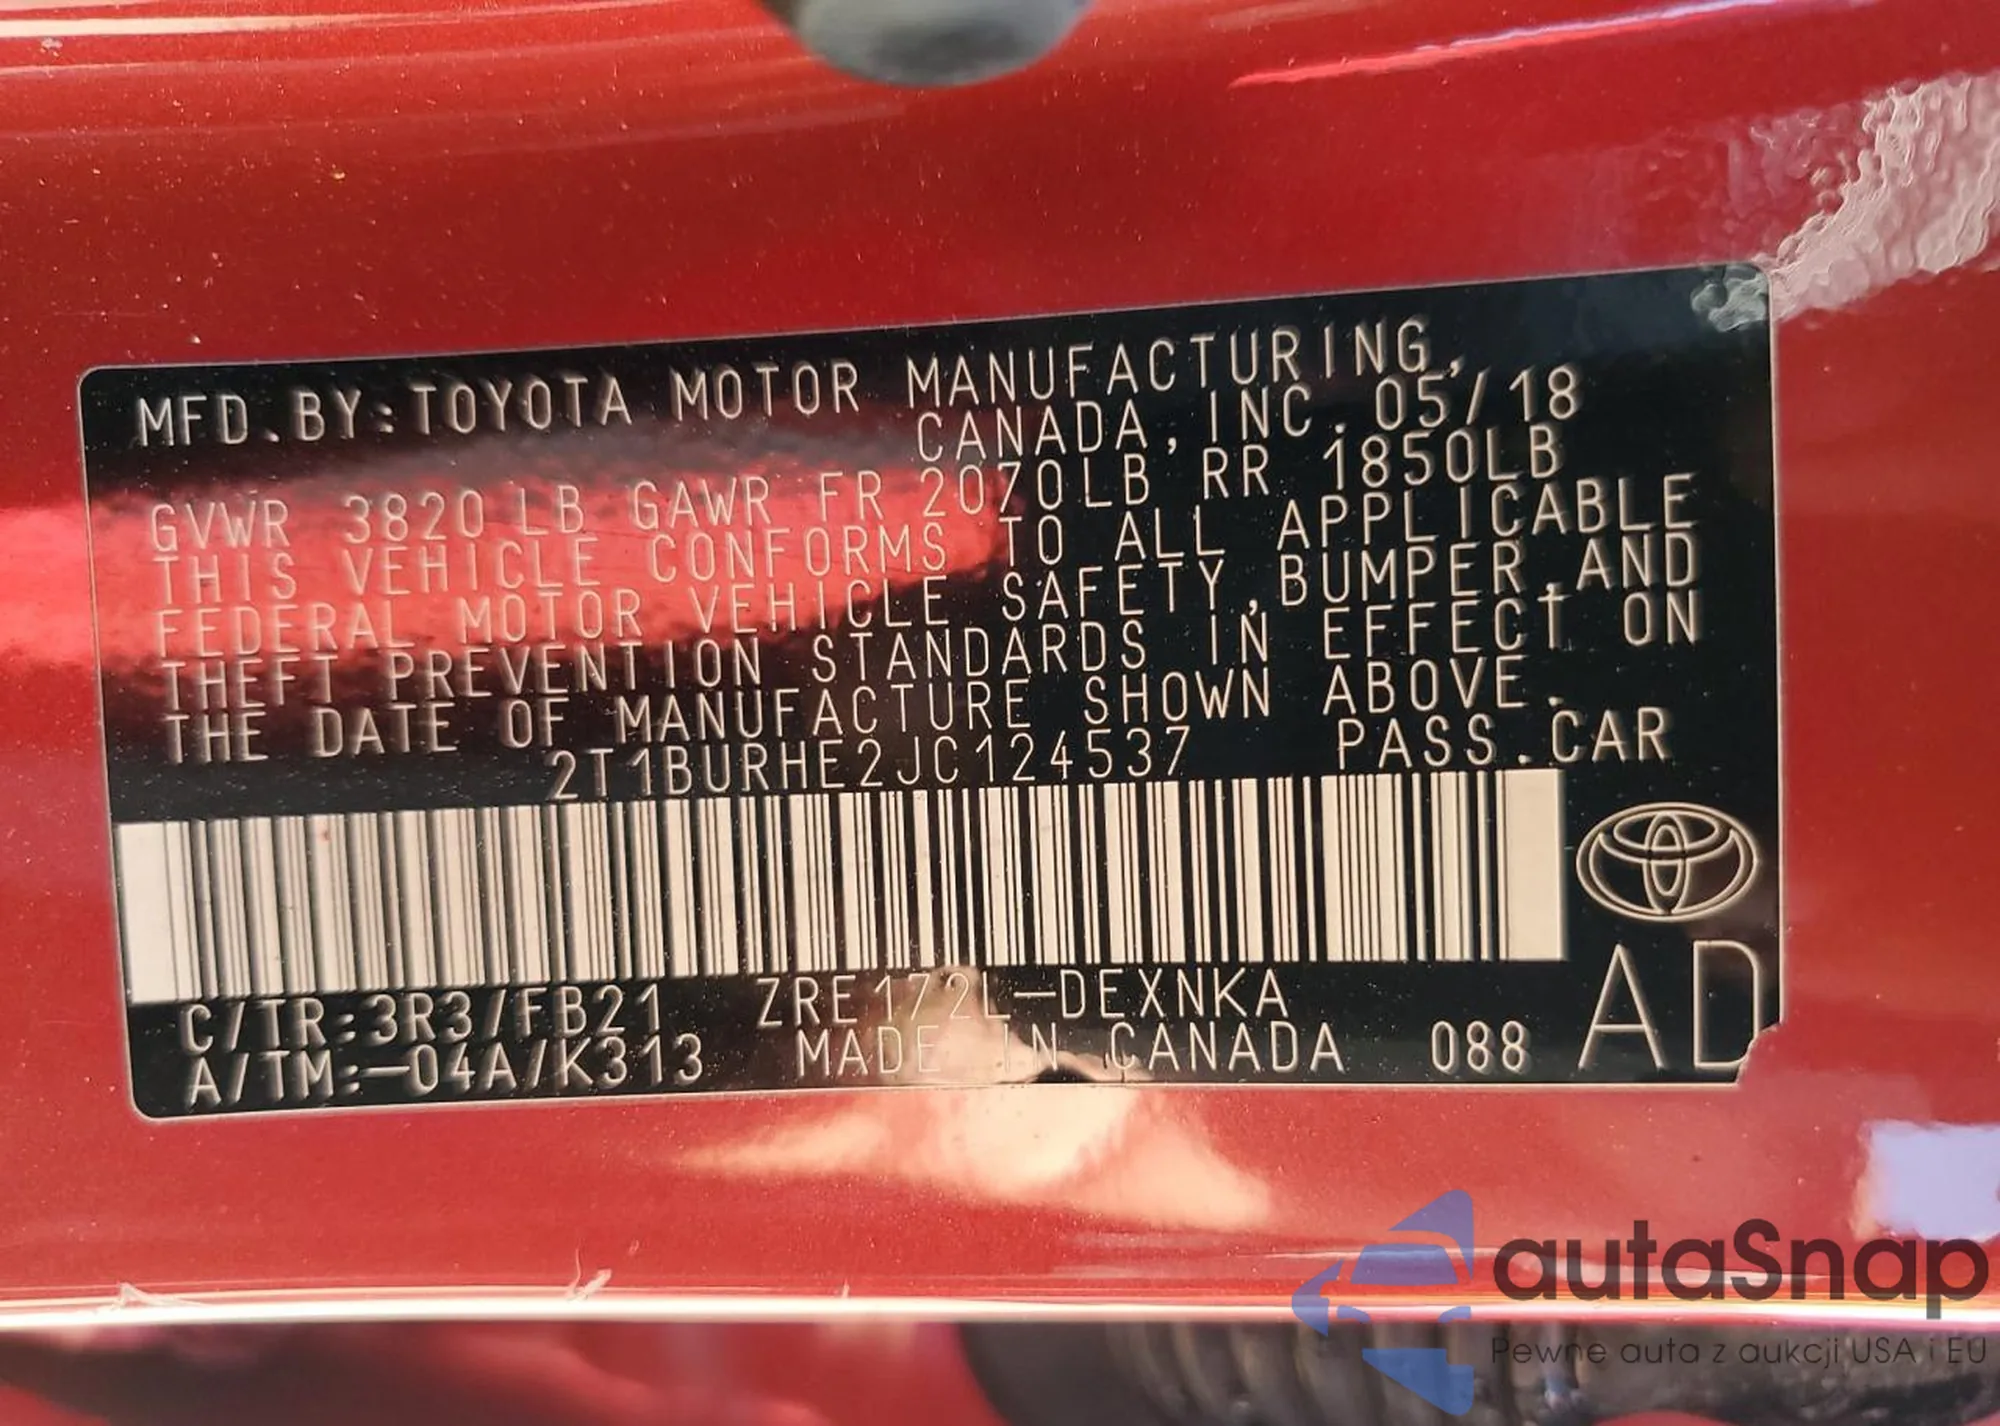 MFD.BY:TOYOTA MOTOR MANUFACTURING,
CANADA,INC. 05/18
GVWR 3820 LB GAWR FR 2070LB RR 1850LB
THIS VEHICLE CONFORMS TO ALL APPLICABLE
FEDERAL MOTOR VEHICLE SAFETY,BUMPER,AND
THEFT PREVENTION STANDARDS IN EFFECT ON
THE DATE OF MANUFACTURE SHOWN ABOVE.
2T1BURHE2JC124537 PASS.CAR
C/TR:3R3/FB21 ZRE172L-DEXNKA
A/TM:-04A/K313 MADE IN CANADA 088 AD
autaSnap
Pewne auta z aukcji USA i EU